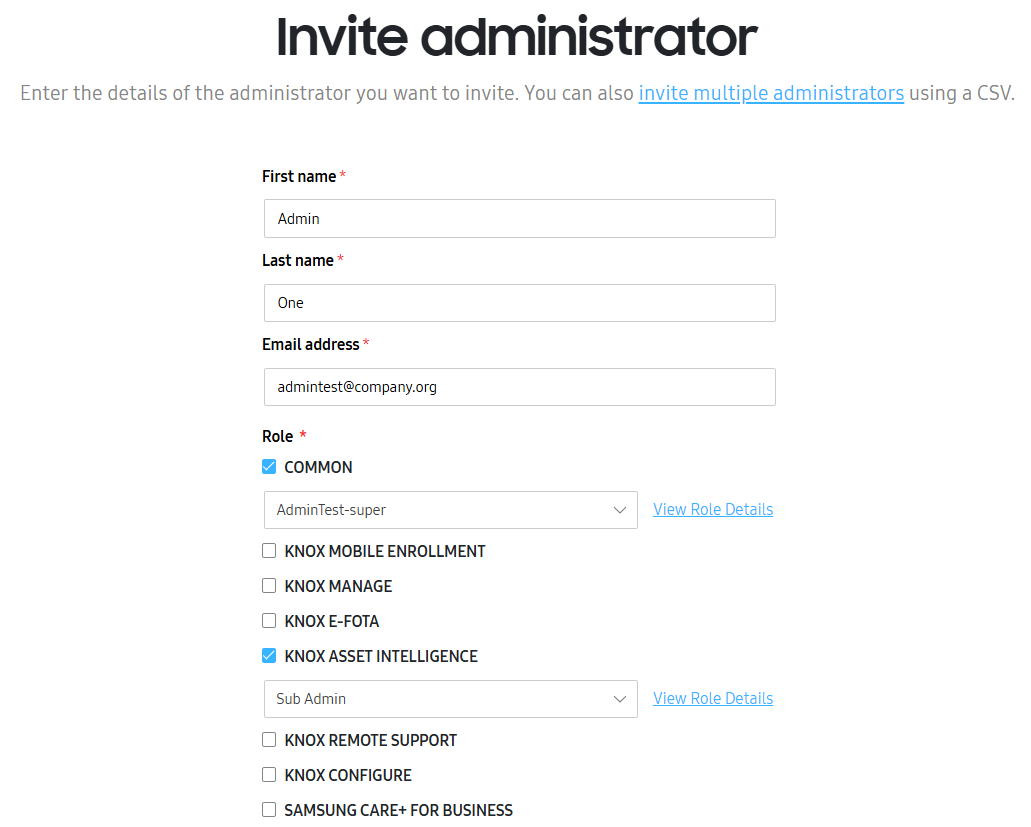 Invite administrator
Enter the details of the administrator you want to invite. You can also invite multiple administrators using a CSV.
First name *
Admin
Last name *
One
Email address *
admintest@company.org
Role *
COMMON
AdminTest-super View Role Details
KNOX MOBILE ENROLLMENT
KNOX MANAGE
KNOX E-FOTA
KNOX ASSET INTELLIGENCE
Sub Admin View Role Details
KNOX REMOTE SUPPORT
KNOX CONFIGURE
SAMSUNG CARE+ FOR BUSINESS